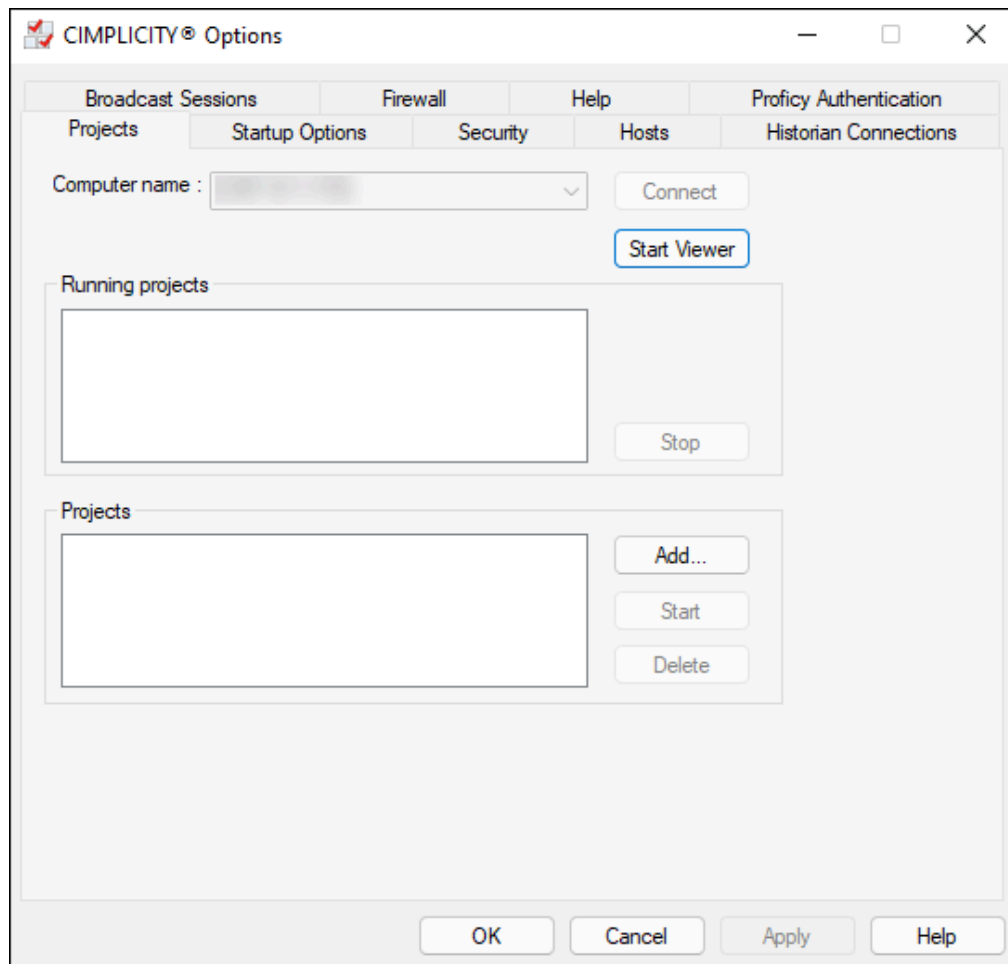 CIMPLICITY® Options
Broadcast Sessions Firewall Help Proficy Authentication
Projects Startup Options Security Hosts Historian Connections
Computer name : Connect
Start Viewer
Running projects
Stop
Projects
Add...
Start
Delete
OK Cancel Apply Help